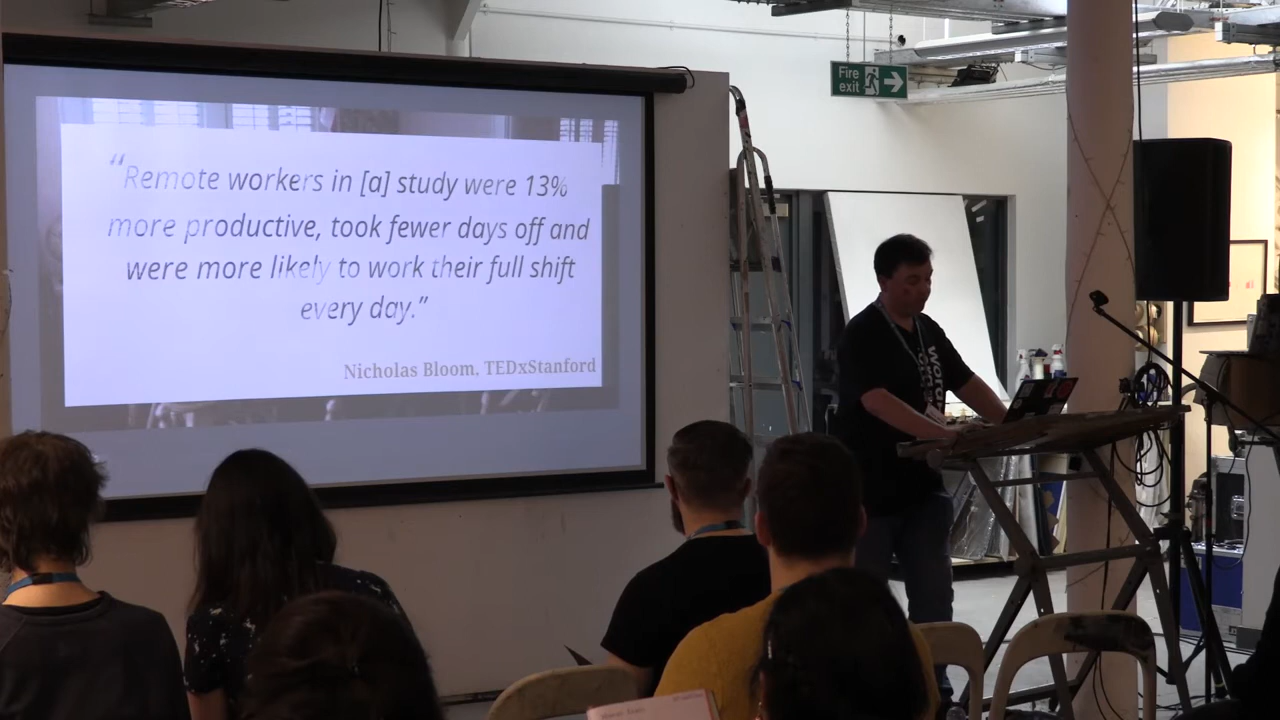 “Remote workers in [a] study were 13%
more productive, took fewer days off and
were more likely to work their full shift
every day.”
Nicholas Bloom, TEDxStanford
Fire
exit